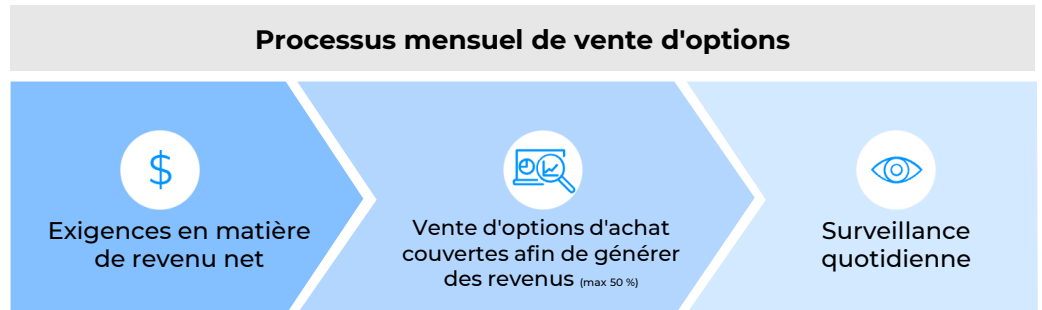 Processus mensuel de vente d'options
$
Exigences en matière
de revenu net
Vente d'options d'achat
couvertes afin de générer
des revenus (max 50 %)
Surveillance
quotidienne